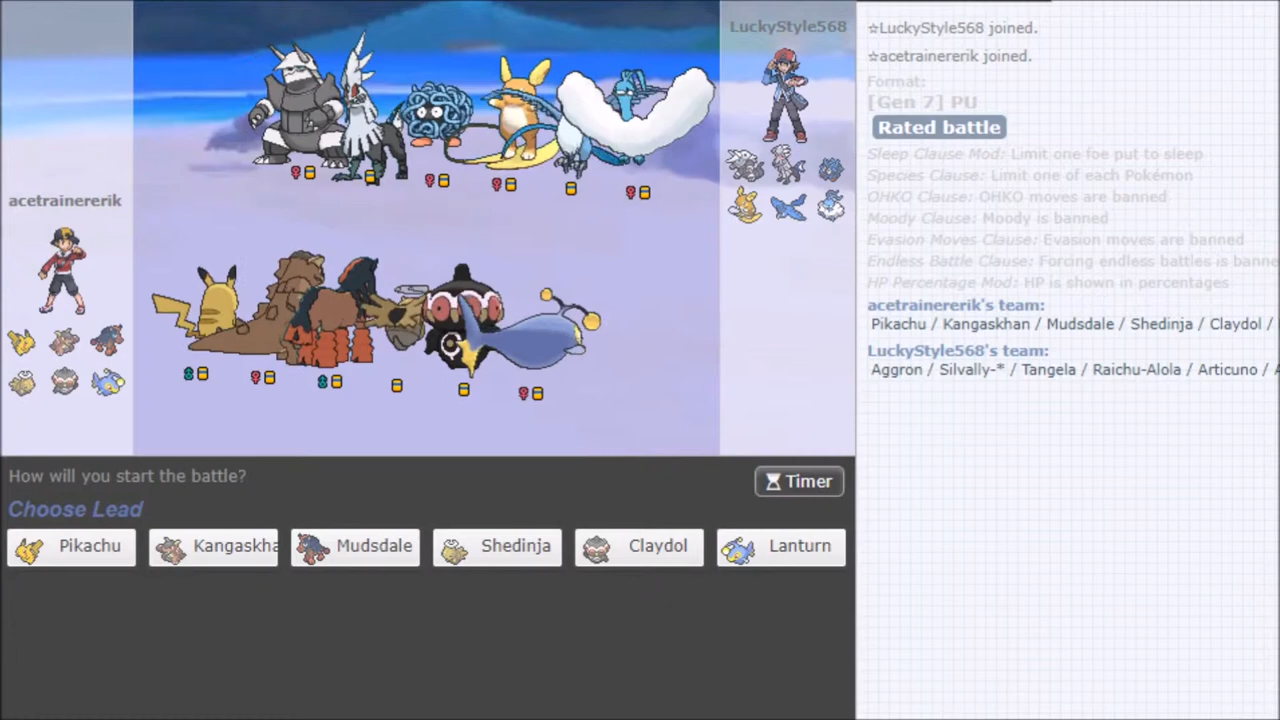 acetrainererik
LuckyStyle568
How will you start the battle?
Timer
Choose Lead
Pikachu
Kangaskha
Mudsdale
Shedinja
Claydol
Lanturn
☆LuckyStyle568 joined.
☆acetrainererik joined.
Format:
[Gen 7] PU
Rated battle
Sleep Clause Mod: Limit one foe put to sleep
Species Clause: Limit one of each Pokémon
OHKO Clause: OHKO moves are banned
Moody Clause: Moody is banned
Evasion Moves Clause: Evasion moves are banned
Endless Battle Clause: Forcing endless battles is banne
HP Percentage Mod: HP is shown in percentages
acetrainererik's team:
Pikachu / Kangaskhan / Mudsdale / Shedinja / Claydol /
LuckyStyle568's team:
Aggron / Silvally-* / Tangela / Raichu-Alola / Articuno /